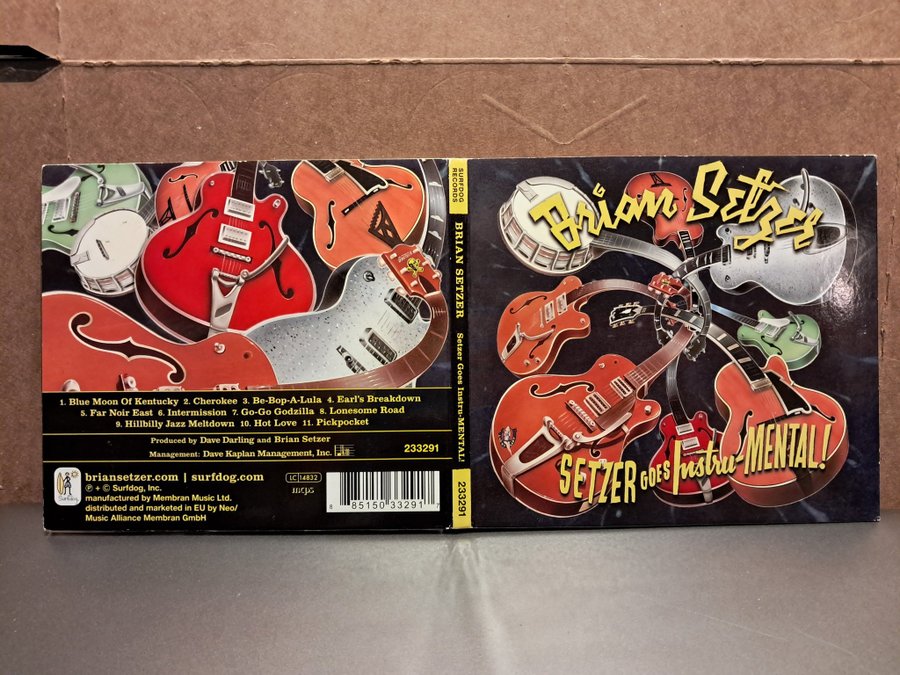 1. Blue Moon Of Kentucky 2. Cherokee 3. Be-Bop-A-Lula 4. Earl's Breakdown
5. Far Noir East 6. Intermission 7. Go-Go Godzilla 8. Lonesome Road
9. Hillbilly Jazz Meltdown 10. Hot Love 11. Pickpocket
Produced by Dave Darling and Brian Setzer
Management: Dave Kaplan Management, Inc.
233291
Surfdog
briansetzer.com | surfdog.com
℗ + © Surfdog, Inc.
manufactured by Membran Music Ltd.
distributed and marketed in EU by Neo/
Music Alliance Membran GmbH
LC 14832
mcps
8 85150 33291 7
SURFDOG
RECORDS
BRIAN SETZER
Setzer Goes Instru-MENTAL!
233291
Brian Setzer
SETZER GOES Instru-MENTAL!